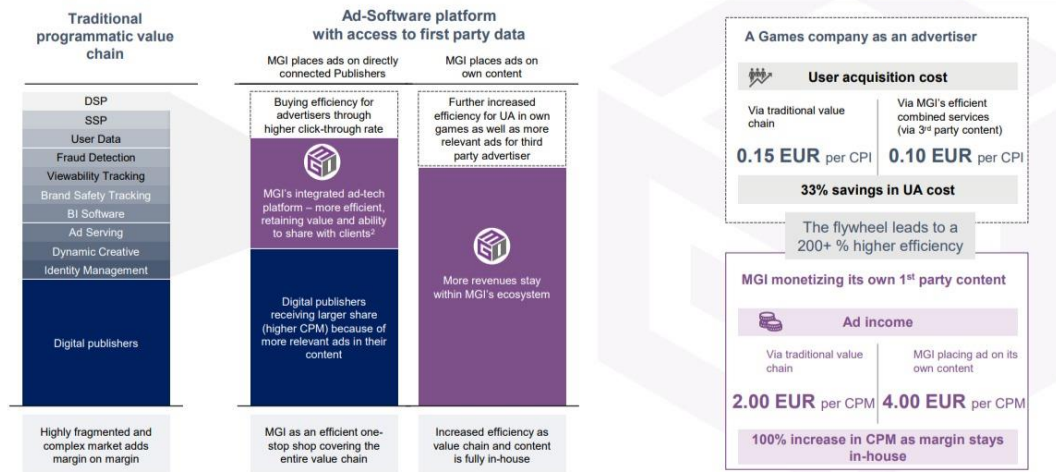 Traditional
programmatic value
chain
DSP
SSP
User Data
Fraud Detection
Viewability Tracking
Brand Safety Tracking
BI Software
Ad Serving
Dynamic Creative
Identity Management
Digital publishers
Highly fragmented and
complex market adds
margin on margin
Ad-Software platform
with access to first party data
MGI places ads on directly
connected Publishers
Buying efficiency for
advertisers through
higher click-through rate
MGI
MGI's integrated ad-tech
platform – more efficient,
retaining value and ability
to share with clients²
Digital publishers
receiving larger share
(higher CPM) because of
more relevant ads in their
content
MGI as an efficient one-
stop shop covering the
entire value chain
MGI places ads on
own content
Further increased
efficiency for UA in own
games as well as more
relevant ads for third
party advertiser
MGI
More revenues stay
within MGI's ecosystem
Increased efficiency as
value chain and content
is fully in-house
A Games company as an advertiser
User acquisition cost
Via traditional value
chain
0.15 EUR per CPI
Via MGI's efficient
combined services
(via 3rd party content)
0.10 EUR per CPI
33% savings in UA cost
The flywheel leads to a
200+ % higher efficiency
MGI monetizing its own 1st party content
Ad income
Via traditional value
chain
2.00 EUR per CPM
MGI placing ad on its
own content
4.00 EUR per CPM
100% increase in CPM as margin stays
in-house